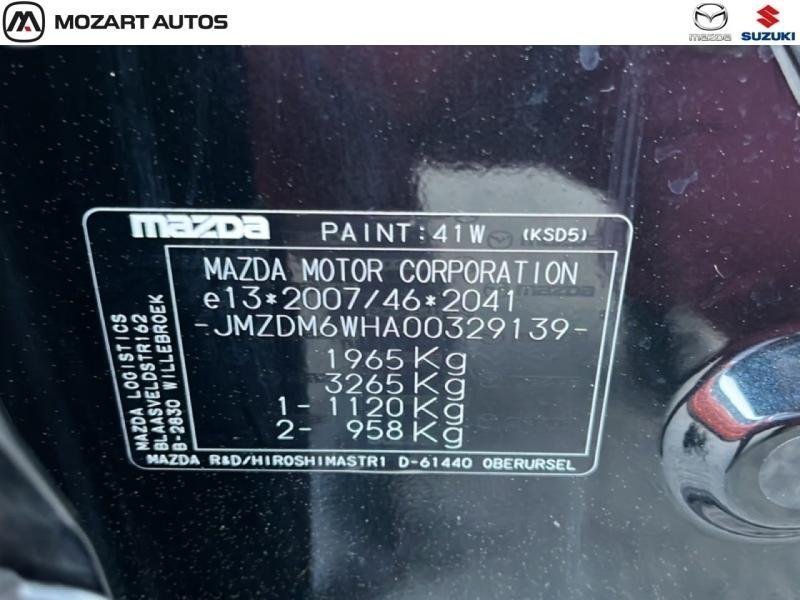 MOZART AUTOS
mazda
SUZUKI
mazda PAINT:41W (KSD5)
MAZDA MOTOR CORPORATION
e13*2007/46*2041
-JMZDM6WHA00329139-
1965Kg
3265Kg
1- 1120Kg
2- 958Kg
MAZDA LOGISTICS
BLAASVELDSTR162
B-2830 WILLEBROEK
MAZDA R&D/HIROSHIMASTR1 D-61440 OBERURSEL